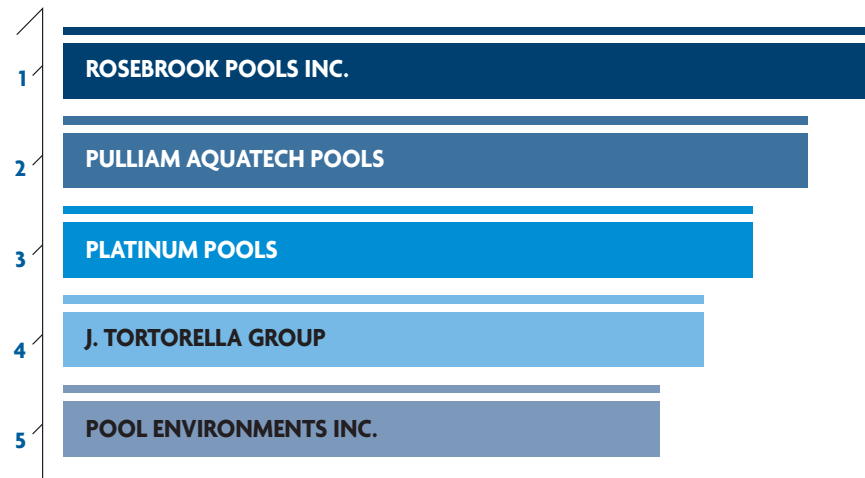 1 ROSEBROOK POOLS INC.
2 PULLIAM AQUATECH POOLS
3 PLATINUM POOLS
4 J. TORTORELLA GROUP
5 POOL ENVIRONMENTS INC.